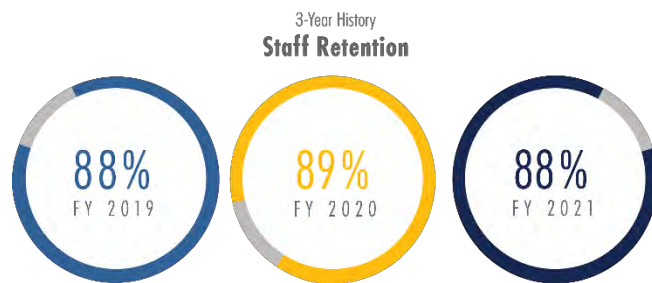 3-Year History
Staff Retention
88%
FY 2019
89%
FY 2020
88%
FY 2021